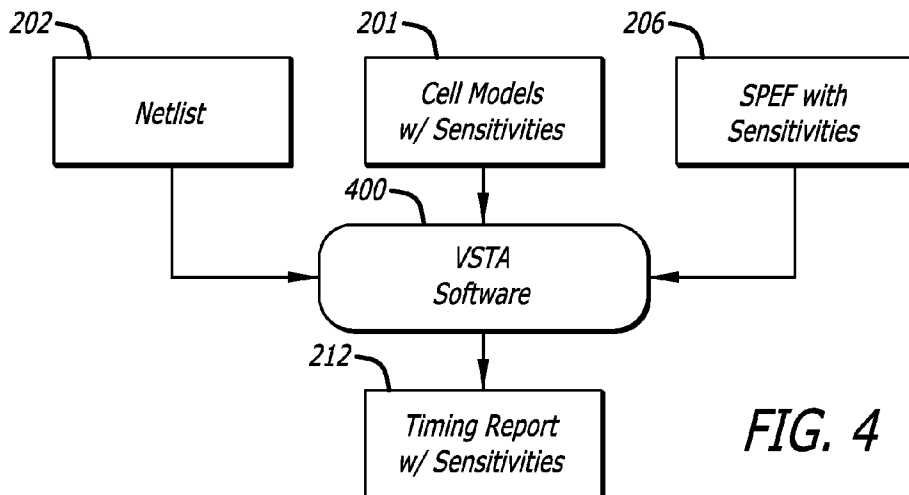 202
201
206
Netlist
Cell Models
w/ Sensitivities
SPEF with
Sensitivities
400
VSTA
Software
212
Timing Report
w/ Sensitivities
FIG. 4